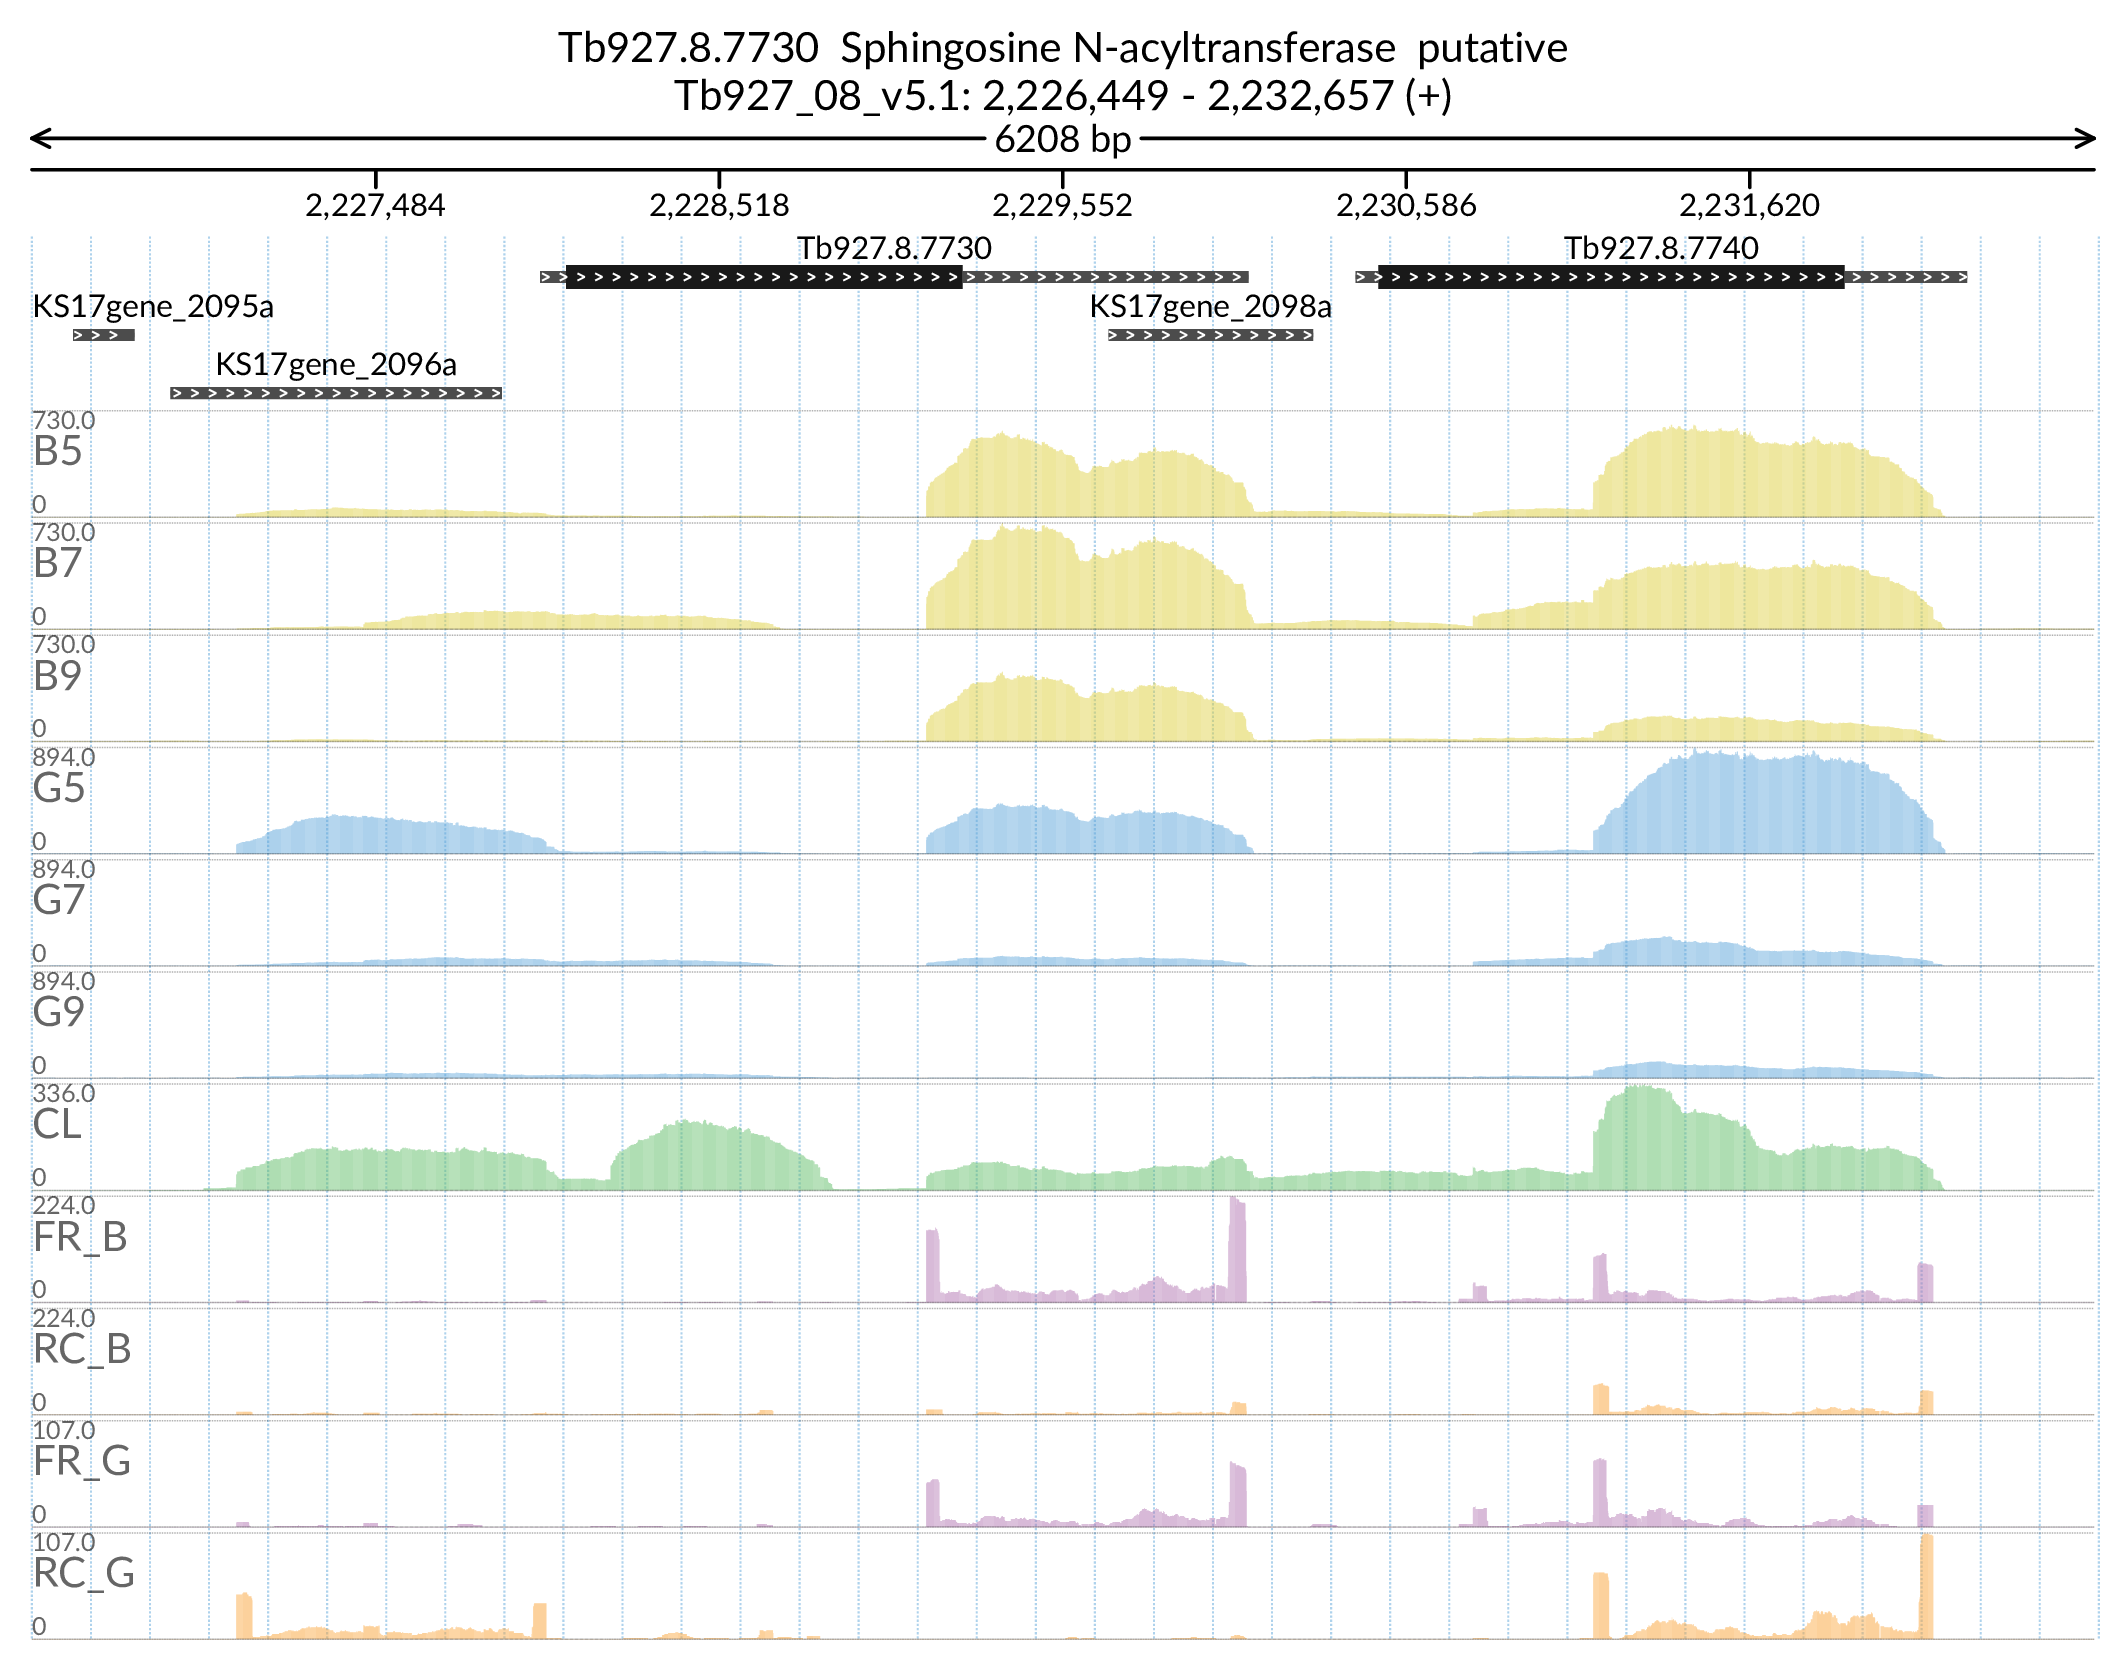 Tb927.8.7730 Sphingosine N-acyltransferase putative
Tb927_08_v5.1: 2,226,449 - 2,232,657 (+)
6208 bp
2,227,484 2,228,518 2,229,552 2,230,586 2,231,620
Tb927.8.7730 Tb927.8.7740
KS17gene_2095a KS17gene_2098a
KS17gene_2096a
730.0
B5
0
730.0
B7
0
730.0
B9
0
894.0
G5
0
894.0
G7
0
894.0
G9
0
336.0
CL
0
224.0
FR_B
0
224.0
RC_B
0
107.0
FR_G
0
107.0
RC_G
0